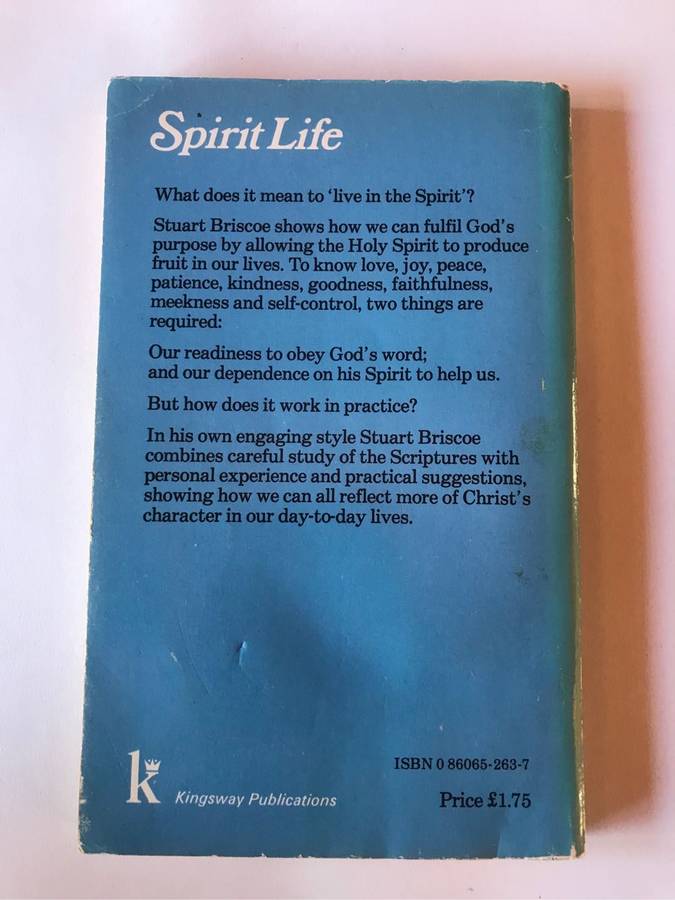 Spirit Life
What does it mean to ‘live in the Spirit’?
Stuart Briscoe shows how we can fulfil God’s
purpose by allowing the Holy Spirit to produce
fruit in our lives. To know love, joy, peace,
patience, kindness, goodness, faithfulness,
meekness and self-control, two things are
required:
Our readiness to obey God’s word;
and our dependence on his Spirit to help us.
But how does it work in practice?
In his own engaging style Stuart Briscoe
combines careful study of the Scriptures with
personal experience and practical suggestions,
showing how we can all reflect more of Christ’s
character in our day-to-day lives.
ISBN 0 86065-263-7
k Kingsway Publications
Price £1.75